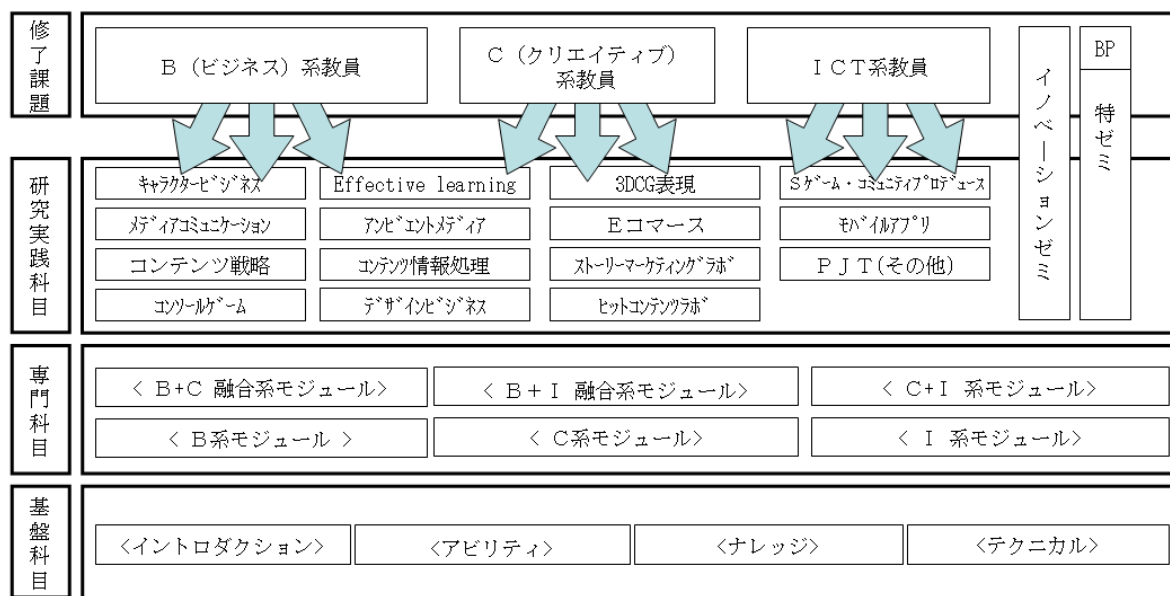 修了課題
B（ビジネス）系教員
C（クリエイティブ）
系教員
ＩＣＴ系教員
イノベーションゼミ
BP
特ゼミ
研究実践科目
ｷｬﾗｸﾀｰﾋﾞｼﾞﾈｽ
Effective learning
3DCG表現
Ｓｹﾞｰﾑ・ｺﾐｭﾆﾃｨﾌﾟﾛﾃﾞｭｰｽ
ﾒﾃﾞｨｱｺﾐｭﾆｹｰｼｮﾝ
ｱﾝﾋﾞｴﾝﾄﾒﾃﾞｨｱ
Ｅコマース
ﾓﾊﾞｲﾙｱﾌﾟﾘ
コンテンツ戦略
ｺﾝﾃﾝﾂ情報処理
ｽﾄｰﾘｰﾏｰｹﾃｨﾝｸﾞﾗﾎﾞ
ＰＪＴ(その他)
ｺﾝｿｰﾙｹﾞｰﾑ
ﾃﾞｻﾞｲﾝﾋﾞｼﾞﾈｽ
ﾋｯﾄｺﾝﾃﾝﾂﾗﾎﾞ
専門科目
< B+C 融合系モジュール>
< B+Ｉ 融合系モジュール>
< C+I 系モジュール>
< B系モジュール >
< C系モジュール>
< I 系モジュール>
基盤科目
<イントロダクション>
<アビリティ>
<ナレッジ>
<テクニカル>